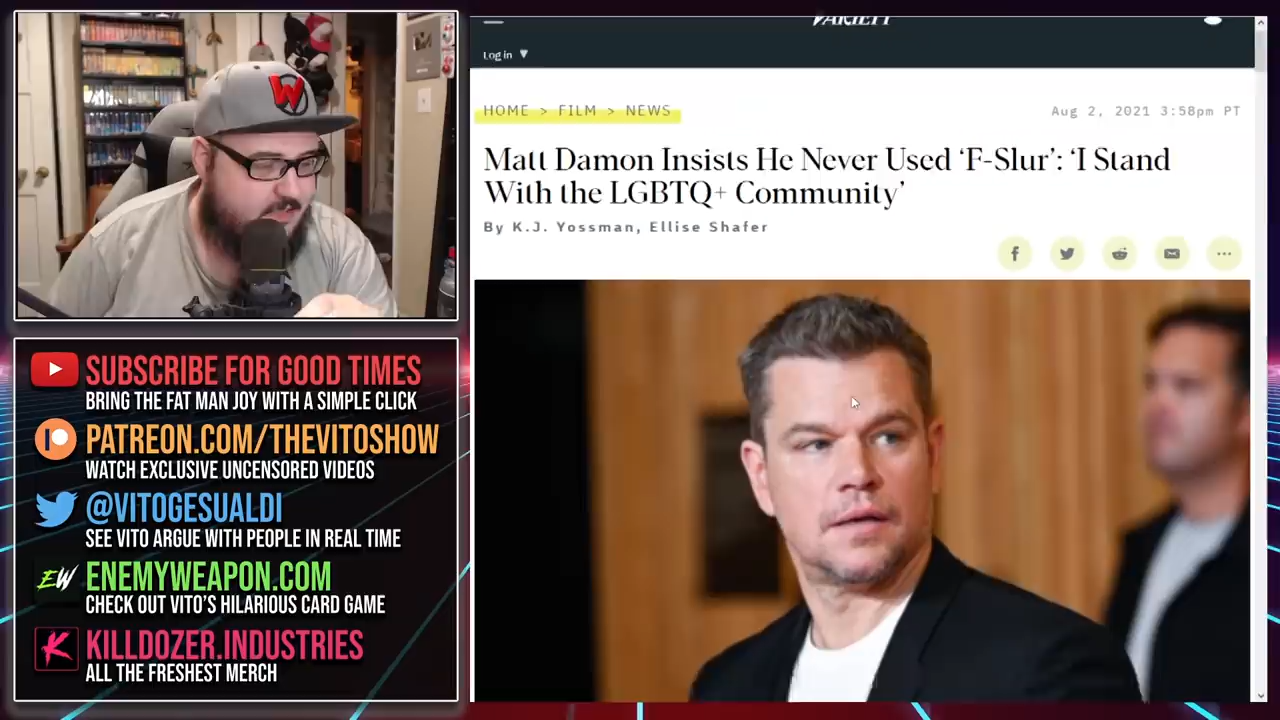 W
SUBSCRIBE FOR GOOD TIMES
BRING THE FAT MAN JOY WITH A SIMPLE CLICK
PATREON.COM/THEVITOSHOW
WATCH EXCLUSIVE UNCENSORED VIDEOS
@VITOGESUALDI
SEE VITO ARGUE WITH PEOPLE IN REAL TIME
EW ENEMYWEAPON.COM
CHECK OUT VITO'S HILARIOUS CARD GAME
K KILLDOZER.INDUSTRIES
ALL THE FRESHEST MERCH
VARIETY
Log in ▼
HOME > FILM > NEWS
Aug 2, 2021 3:58pm PT
Matt Damon Insists He Never Used ‘F-Slur’: ‘I Stand
With the LGBTQ+ Community’
By K.J. Yossman, Ellise Shafer